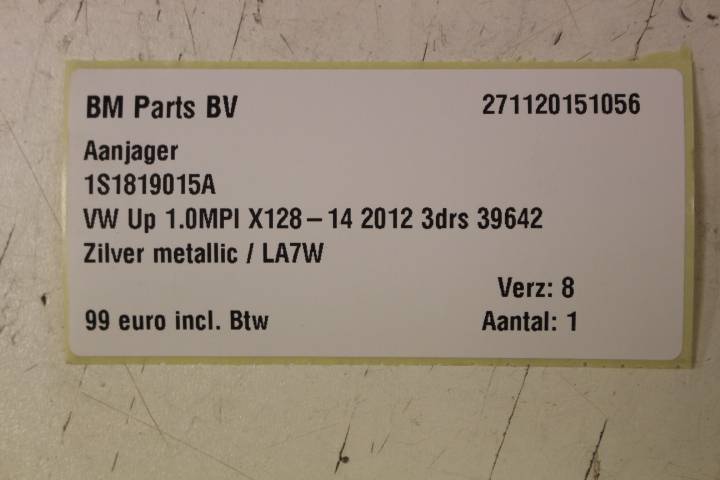 BM Parts BV 271120151056
Aanjager
1S1819015A
VW Up 1.0MPI X128-14 2012 3drs 39642
Zilver metallic / LA7W
Verz: 8
99 euro incl. Btw Aantal: 1